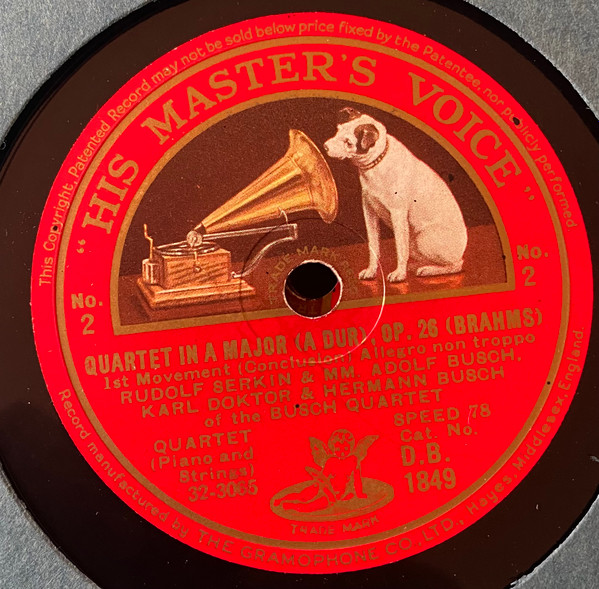 This Copyright, Patented Record may not be sold below price fixed by the Patentee, nor Publicly performed
"HIS MASTER'S VOICE"
TRADE MARK
No.
2
No.
2
QUARTET IN A MAJOR (A DUR), OP. 26 (BRAHMS)
1st Movement (Conclusion) Allegro non troppo
RUDOLF SERKIN & MM. ADOLF BUSCH,
KARL DOKTOR & HERMANN BUSCH
of the BUSCH QUARTET
QUARTET
(Piano and
Strings)
32-3065
SPEED 78
Cat. No.
D.B.
1849
TRADE MARK
Record manufactured by THE GRAMOPHONE CO., LTD., Hayes, Middlesex, England.